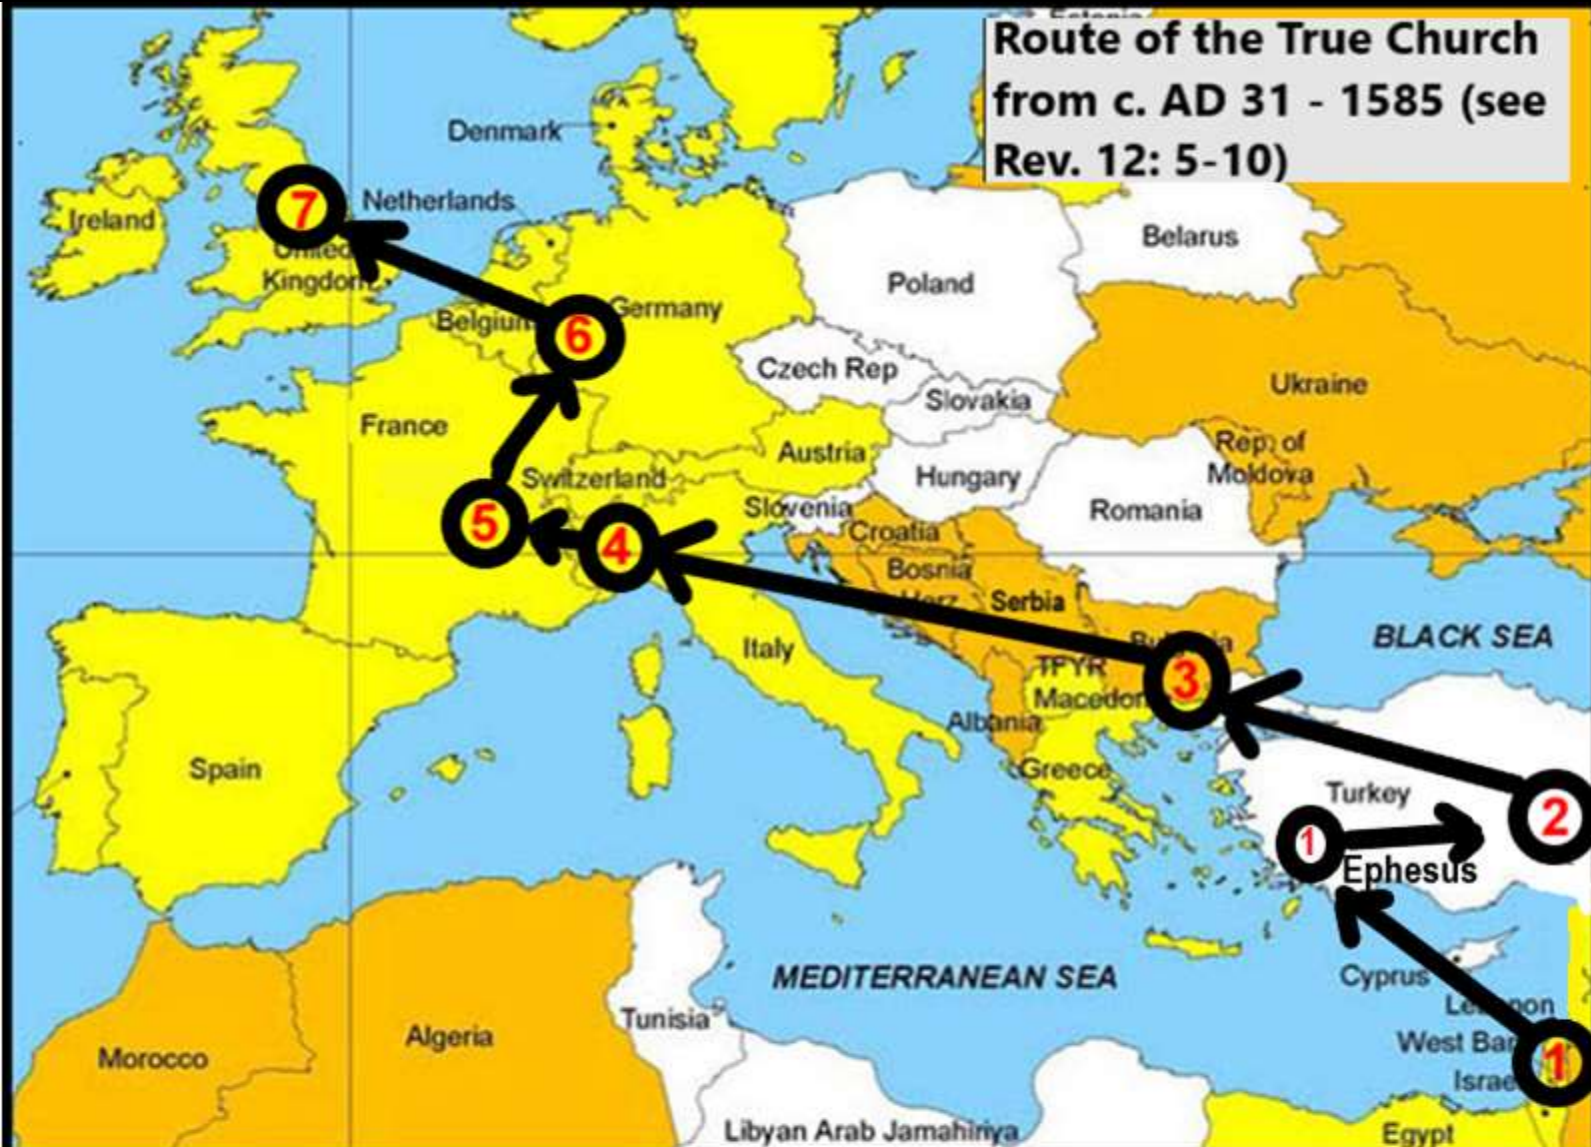 Route of the True Church
from c. AD 31 - 1585 (see
Rev. 12: 5-10)
Denmark
Netherlands
Ireland
7
United
Kingdom
Belarus
Poland
Germany
Belgium
6
Czech Rep
Ukraine
Slovakia
France
Austria
Rep. of
Moldova
Switzerland
Hungary
Slovenia
Romania
5
Croatia
4
Bosnia
Serbia
BLACK SEA
Italy
TFYR
Macedon
3
Albania
Spain
Greece
Turkey
2
1
Ephesus
MEDITERRANEAN SEA
Cyprus
Tunisia
Algeria
West Ban
Morocco
1
Israe
Libyan Arab Jamahiriya
Egypt